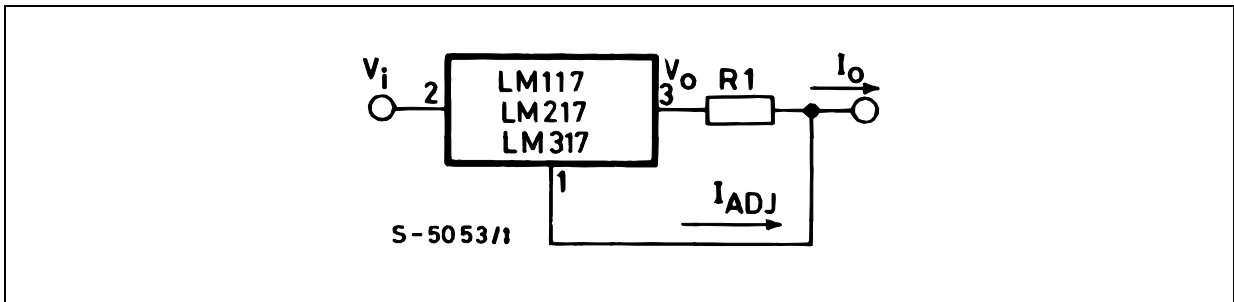 Vi
2
LM117
LM217
LM317
Vo
3
R1
Io
1
IADJ
S-5053/1